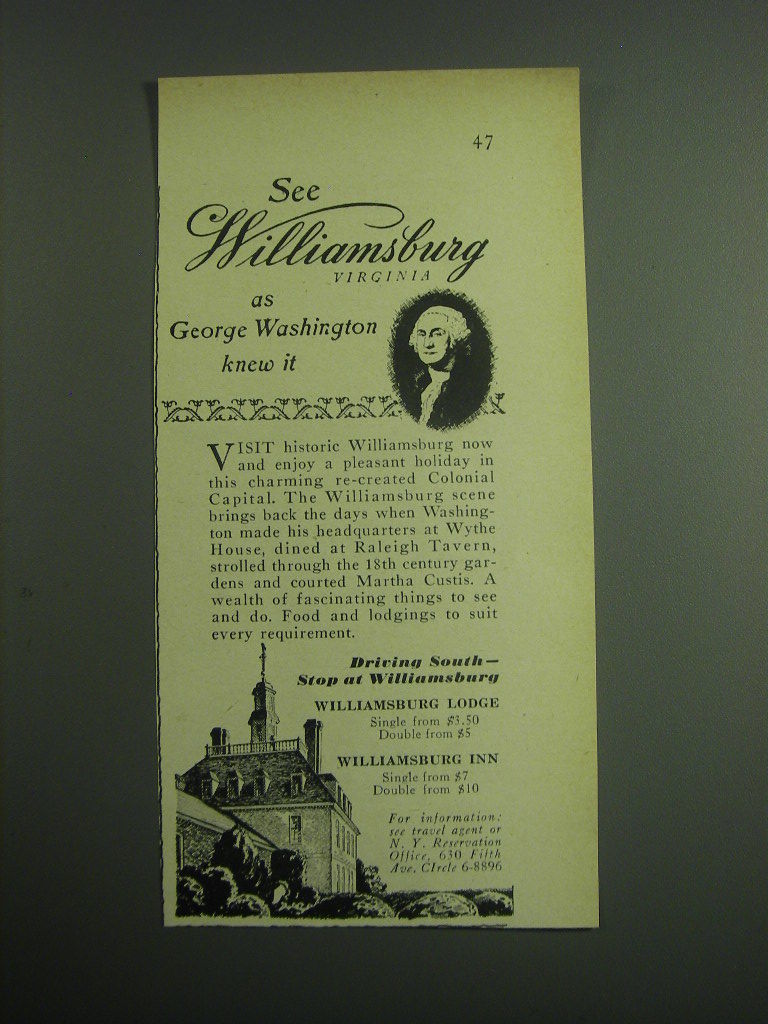 47
See
Williamsburg
VIRGINIA
as
George Washington
knew it
VISIT historic Williamsburg now
and enjoy a pleasant holiday in
this charming re-created Colonial
Capital. The Williamsburg scene
brings back the days when Washing-
ton made his headquarters at Wythe
House, dined at Raleigh Tavern,
strolled through the 18th century gar-
dens and courted Martha Custis. A
wealth of fascinating things to see
and do. Food and lodgings to suit
every requirement.
Driving South—
Stop at Williamsburg
WILLIAMSBURG LODGE
Single from $3.50
Double from $5
WILLIAMSBURG INN
Single from $7
Double from $10
For information:
see travel agent or
N. Y. Reservation
Office, 630 Fifth
Ave. CIrcle 6-8896